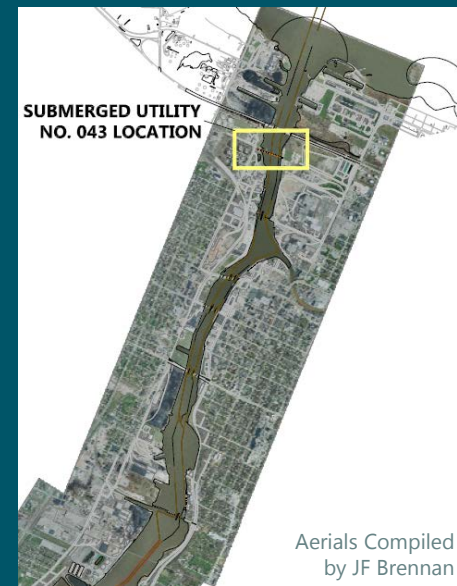 SUBMERGED UTILITY
NO. 043 LOCATION
Aerials Compiled
by JF Brennan